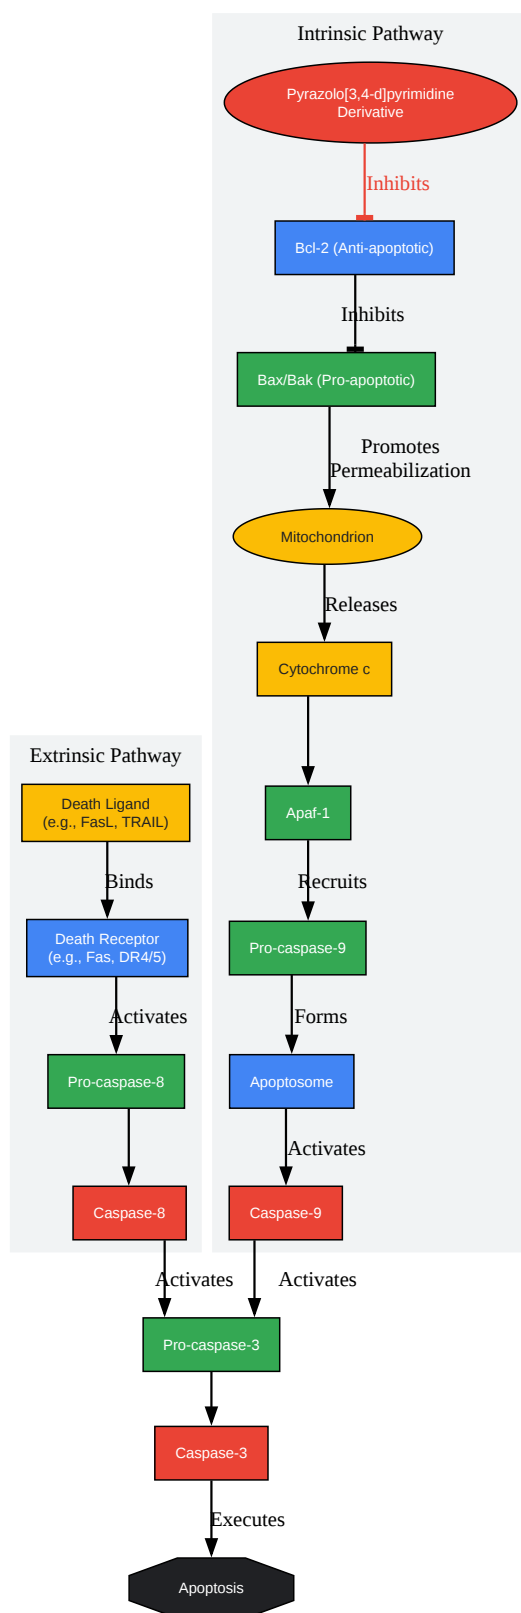 Intrinsic Pathway
Pyrazolo[3,4-d]pyrimidine
Derivative
Inhibits
Bcl-2 (Anti-apoptotic)
Inhibits
Bax/Bak (Pro-apoptotic)
Promotes
Permeabilization
Mitochondrion
Releases
Cytochrome c
Extrinsic Pathway
Death Ligand
(e.g., FasL, TRAIL)
Apaf-1
Binds
Recruits
Death Receptor
(e.g., Fas, DR4/5)
Pro-caspase-9
Activates
Forms
Pro-caspase-8
Apoptosome
Activates
Caspase-8
Caspase-9
Activates
Activates
Pro-caspase-3
Caspase-3
Executes
Apoptosis